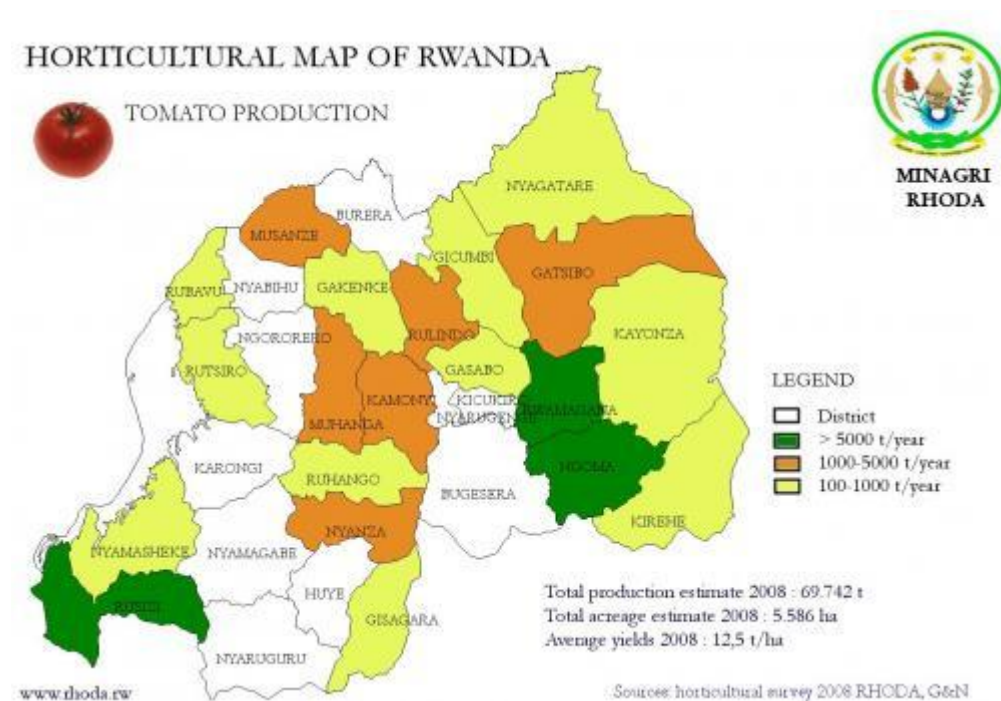 HORTICULTURAL MAP OF RWANDA
TOMATO PRODUCTION
MINAGRI
RHODA
NYAGATARE
BURERA
MUSANZE
GICUMBI
GATSIBO
RUBAVU
NYABIHU
GAKENKE
KAYONZA
NGORORERO
RULINDO
RUTSIRO
GASABO
KICUKIRO
NYARUGENGE
RWAMAGANA
KAMONYI
MUHANGA
NGOMA
KARONGI
RUHANGO
BUGESERA
KIREHE
NYANZA
NYAMASHEKE
NYAMAGABE
HUYE
GISAGARA
RUSIZI
NYARUGURU
LEGEND
District
> 5000 t/year
1000-5000 t/year
100-1000 t/year
Total production estimate 2008 : 69.742 t
Total acreage estimate 2008 : 5.586 ha
Average yields 2008 : 12,5 t/ha
www.rhoda.rw
Sources: horticultural survey 2008 RHODA, G&N